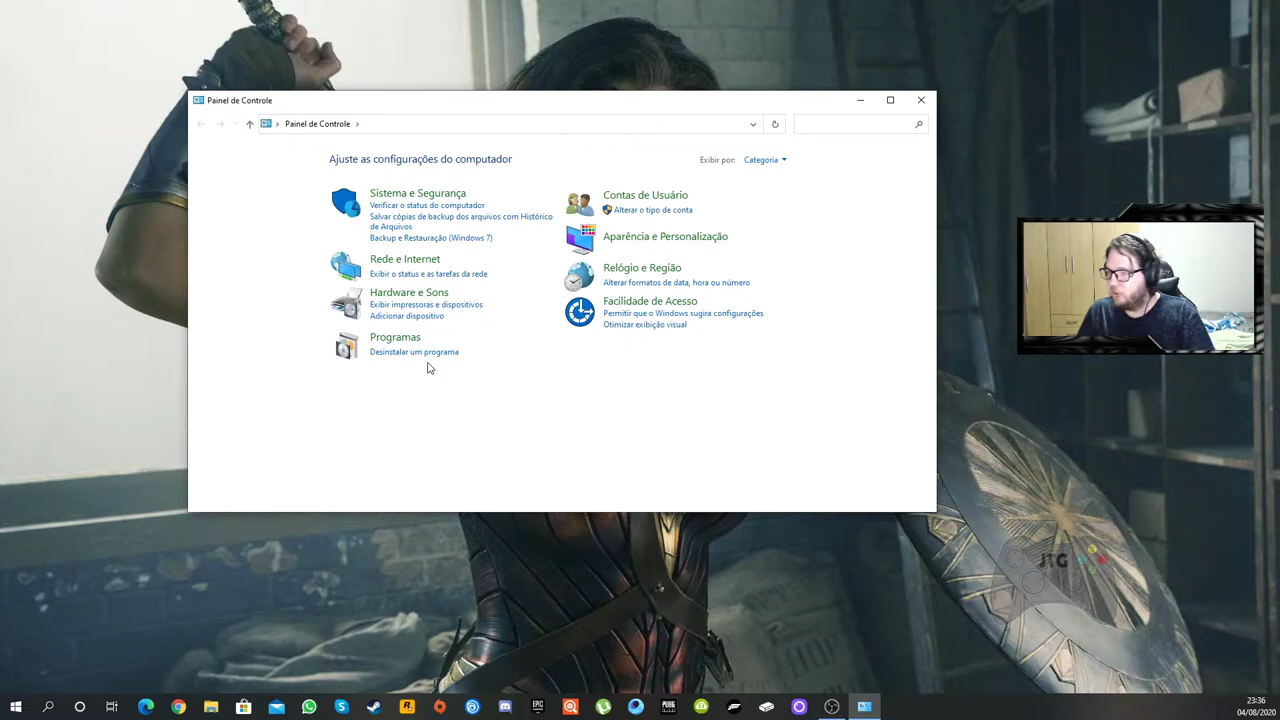 Painel de Controle
Painel de Controle
Ajuste as configurações do computador
Exibir por: Categoria
Sistema e Segurança
Verificar o status do computador
Salvar cópias de backup dos arquivos com Histórico
de Arquivos
Backup e Restauração (Windows 7)
Rede e Internet
Exibir o status e as tarefas da rede
Hardware e Sons
Exibir impressoras e dispositivos
Adicionar dispositivo
Programas
Desinstalar um programa
Contas de Usuário
Alterar o tipo de conta
Aparência e Personalização
Relógio e Região
Alterar formatos de data, hora ou número
Facilidade de Acesso
Permitir que o Windows sugira configurações
Otimizar exibição visual
JTG
EPIC
23:36
04/08/2020